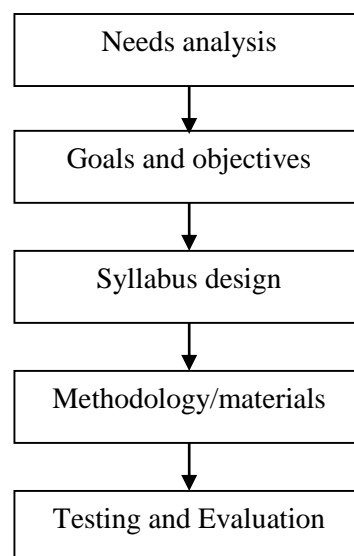 Needs analysis
Goals and objectives
Syllabus design
Methodology/materials
Testing and Evaluation